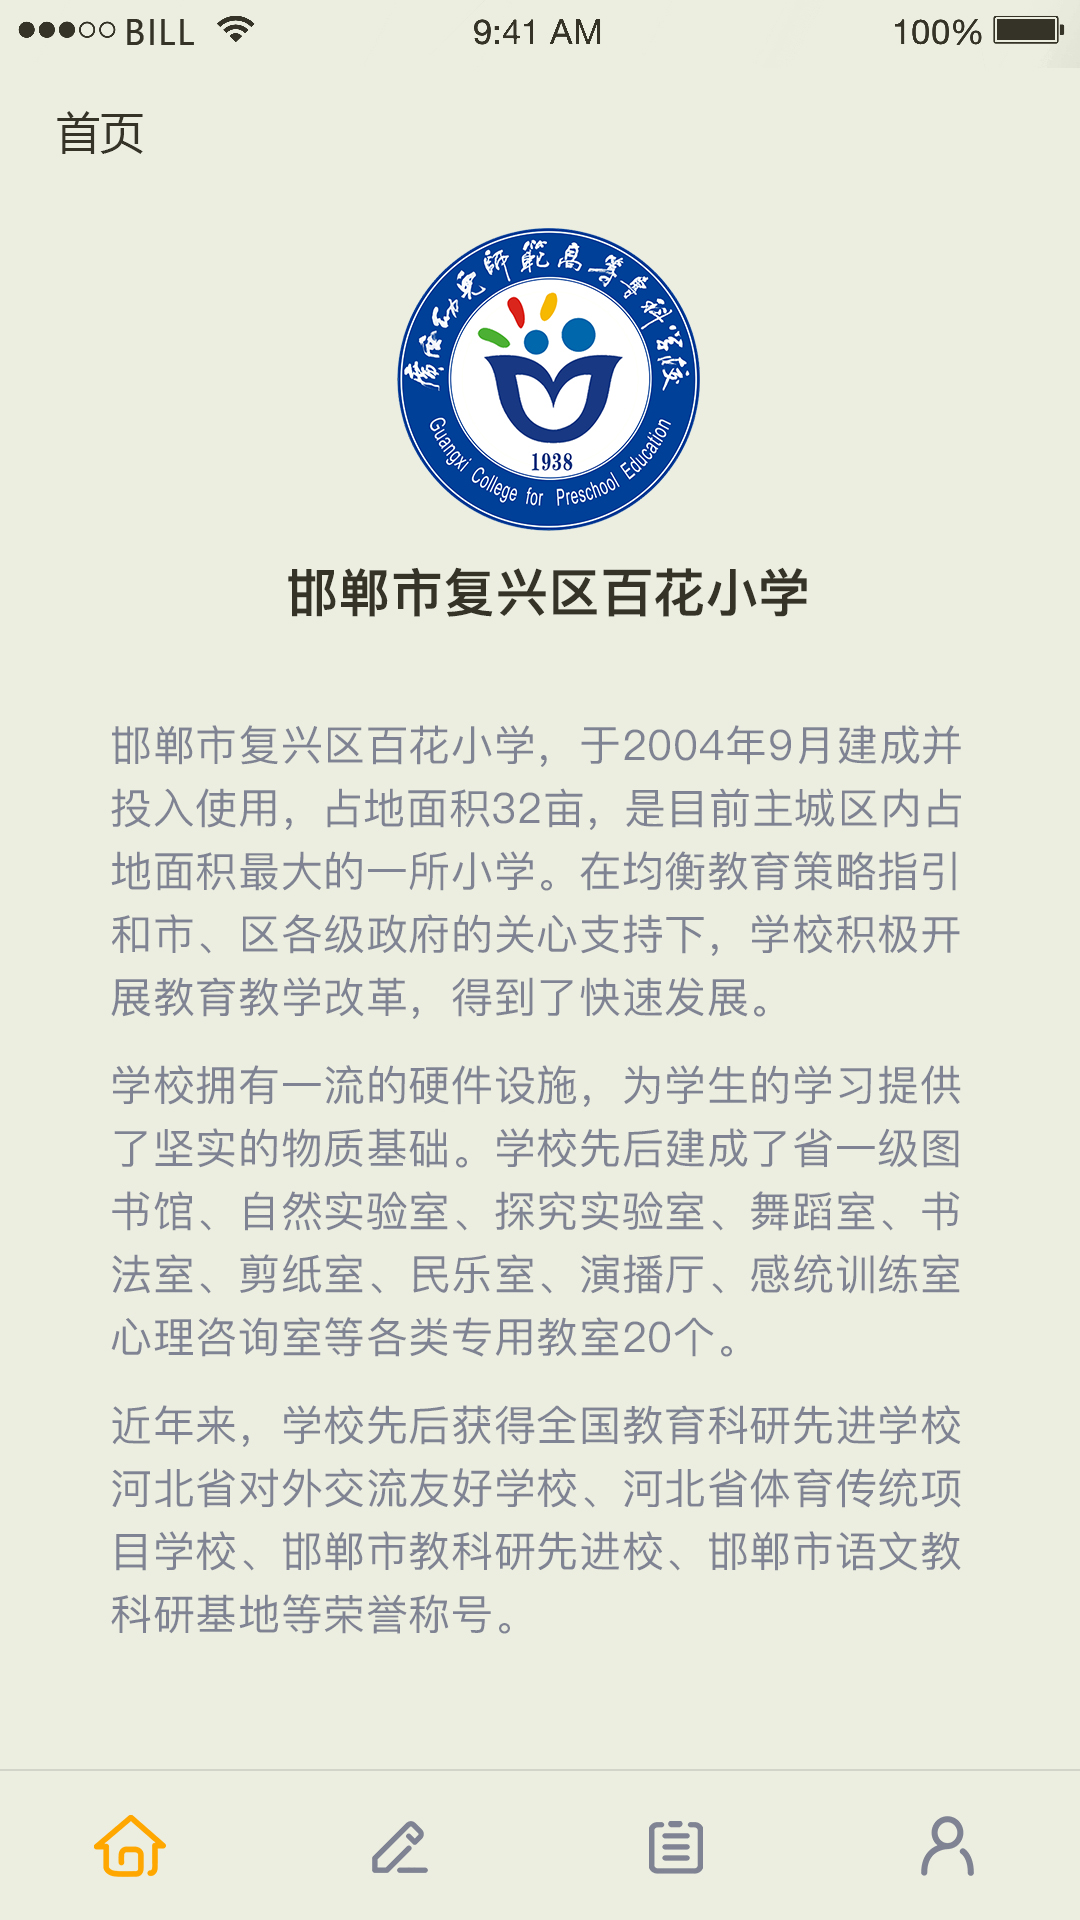 BILL 9:41 AM 100%
首页
廣西幼兒師範高等專科学校
1938
Guangxi College for Preschool Education
邯郸市复兴区百花小学
邯郸市复兴区百花小学，于2004年9月建成并
投入使用，占地面积32亩，是目前主城区内占
地面积最大的一所小学。在均衡教育策略指引
和市、区各级政府的关心支持下，学校积极开
展教育教学改革，得到了快速发展。
学校拥有一流的硬件设施，为学生的学习提供
了坚实的物质基础。学校先后建成了省一级图
书馆、自然实验室、探究实验室、舞蹈室、书
法室、剪纸室、民乐室、演播厅、感统训练室
心理咨询室等各类专用教室20个。
近年来，学校先后获得全国教育科研先进学校
河北省对外交流友好学校、河北省体育传统项
目学校、邯郸市教科研先进校、邯郸市语文教
科研基地等荣誉称号。